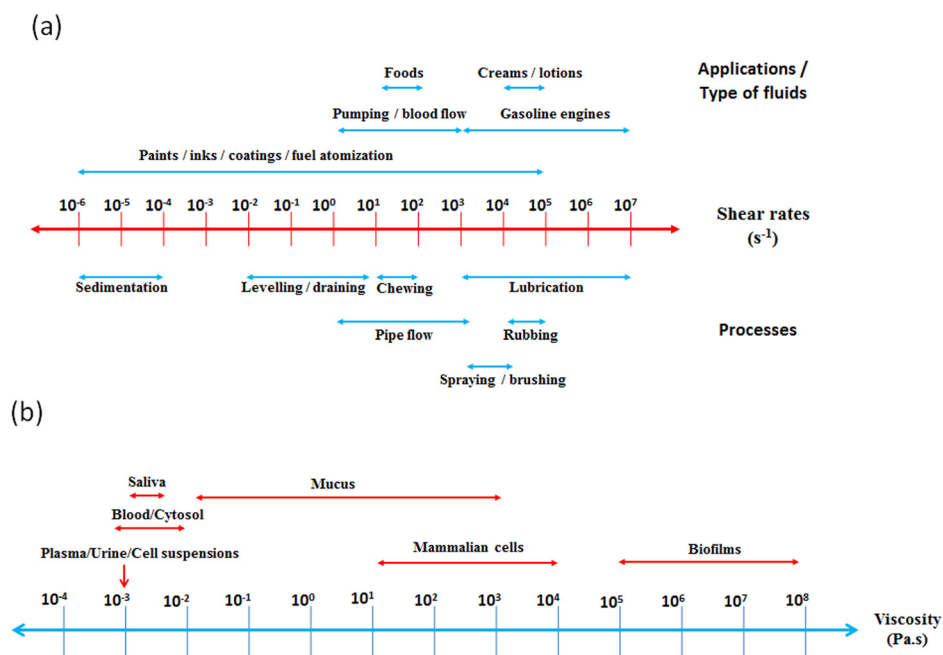 (a)
Foods
Creams / lotions
Applications /
Type of fluids
Pumping / blood flow
Gasoline engines
Paints / inks / coatings / fuel atomization
10⁻⁶ 10⁻⁵ 10⁻⁴ 10⁻³ 10⁻² 10⁻¹ 10⁰ 10¹ 10² 10³ 10⁴ 10⁵ 10⁶ 10⁷
Shear rates
(s⁻¹)
Sedimentation
Levelling / draining
Chewing
Lubrication
Pipe flow
Rubbing
Processes
Spraying / brushing
(b)
Saliva
Mucus
Blood/Cytosol
Plasma/Urine/Cell suspensions
Mammalian cells
Biofilms
10⁻⁴ 10⁻³ 10⁻² 10⁻¹ 10⁰ 10¹ 10² 10³ 10⁴ 10⁵ 10⁶ 10⁷ 10⁸
Viscosity
(Pa.s)